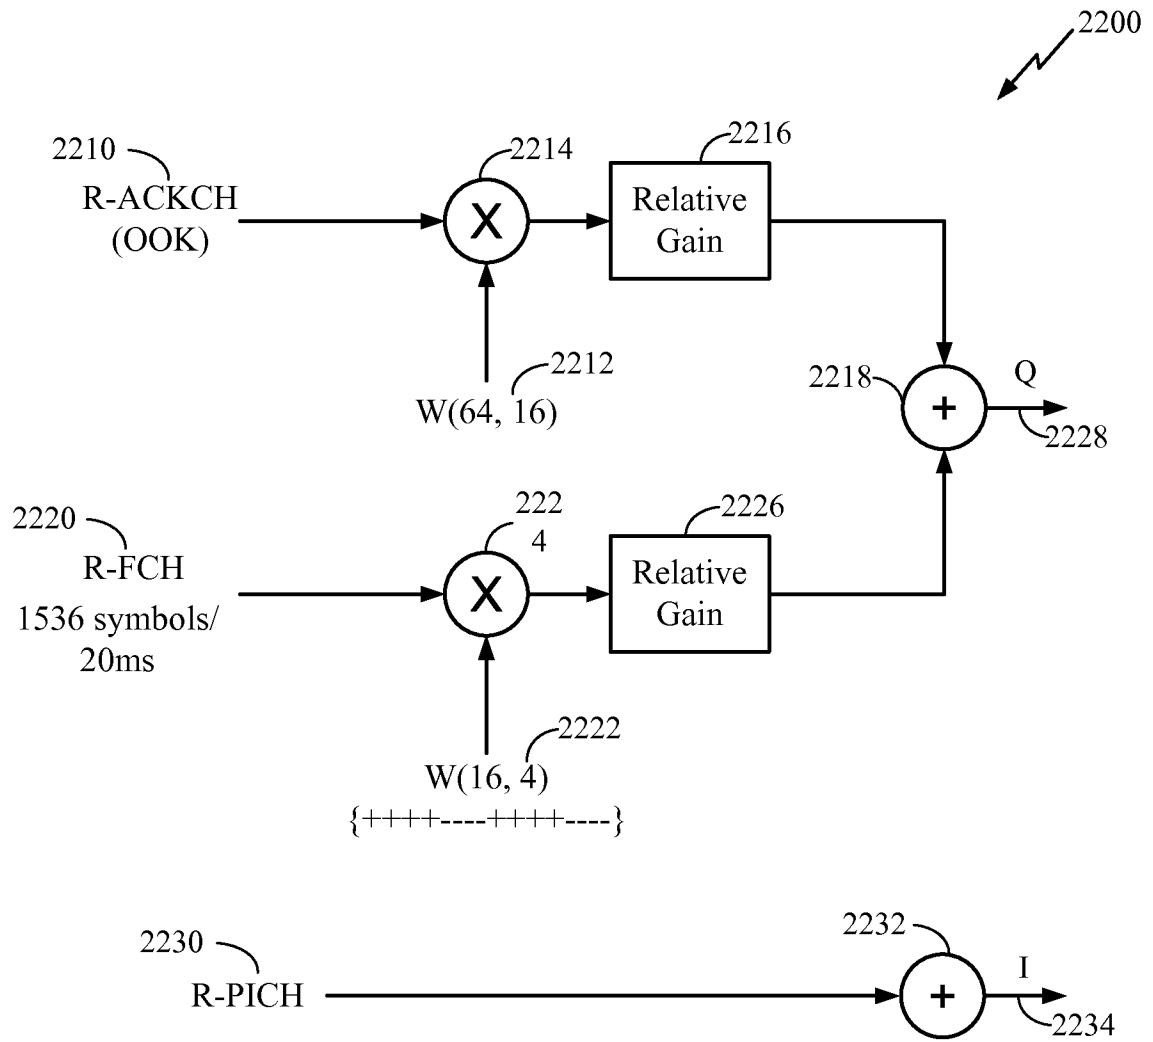 2200
2210
R-ACKCH
(OOK)
2214
X
2216
Relative
Gain
2212
W(64, 16)
2218
+
Q
2228
2220
R-FCH
1536 symbols/
20ms
222
4
X
2226
Relative
Gain
2222
W(16, 4)
{++++----++++----}
2230
R-PICH
2232
+
I
2234